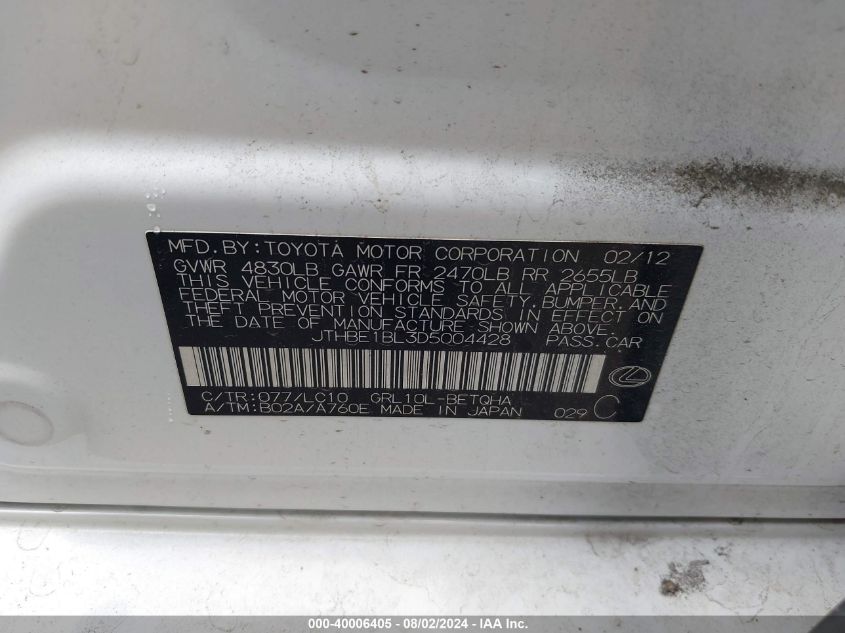 MFD.BY:TOYOTA MOTOR CORPORATION 02/12
GVWR 4830LB GAWR FR 2470LB RR 2655LB
THIS VEHICLE CONFORMS TO ALL APPLICABLE
FEDERAL MOTOR VEHICLE SAFETY,BUMPER,AND
THEFT PREVENTION STANDARDS IN EFFECT ON
THE DATE OF MANUFACTURE SHOWN ABOVE.
JTHBE1BL3D5004428 PASS.CAR
C/TR:077/LC10 GRL10L-BETQHA
A/TM:B02A/A760E MADE IN JAPAN 029 C
000-40006405 - 08/02/2024 - IAA Inc.